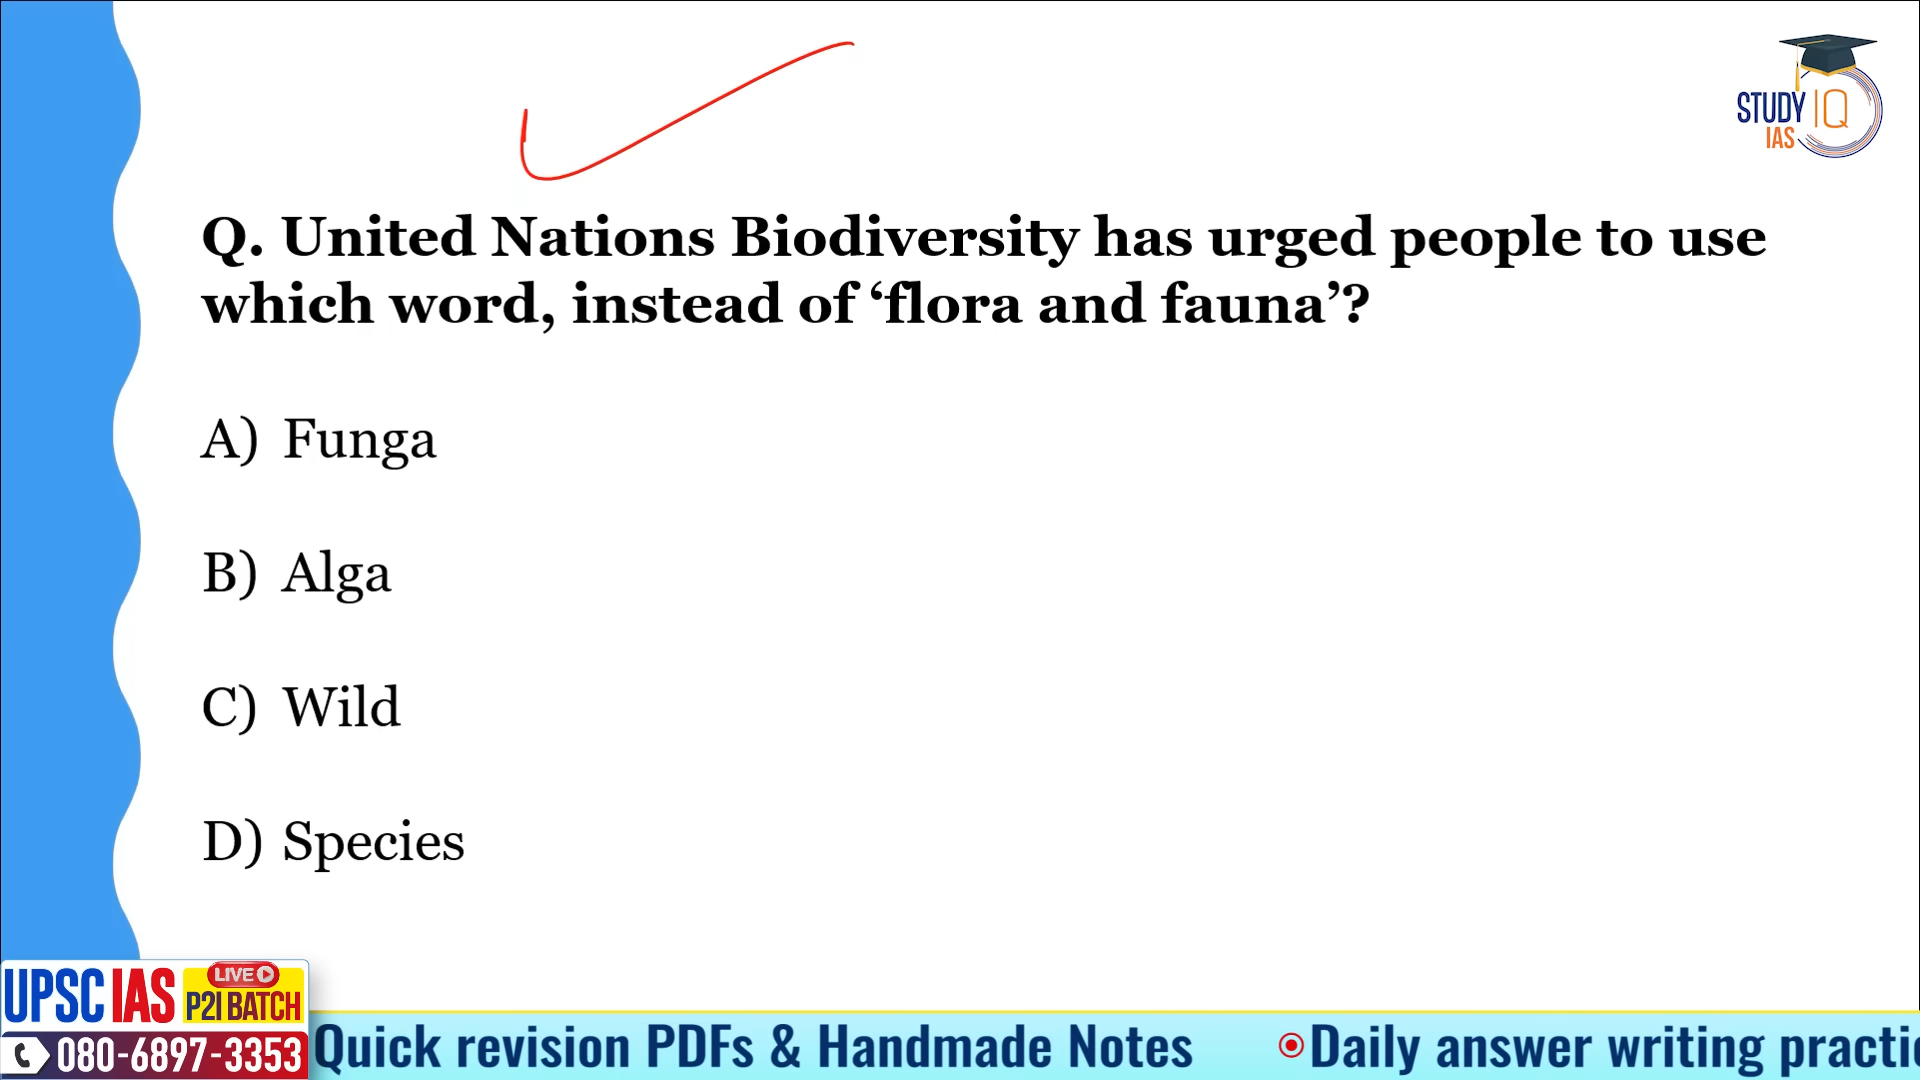 STUDY IQ
IAS
Q. United Nations Biodiversity has urged people to use
which word, instead of ‘flora and fauna’?
A) Funga
B) Alga
C) Wild
D) Species
UPSC IAS LIVE P2I BATCH
080-6897-3353
Quick revision PDFs & Handmade Notes Daily answer writing practi